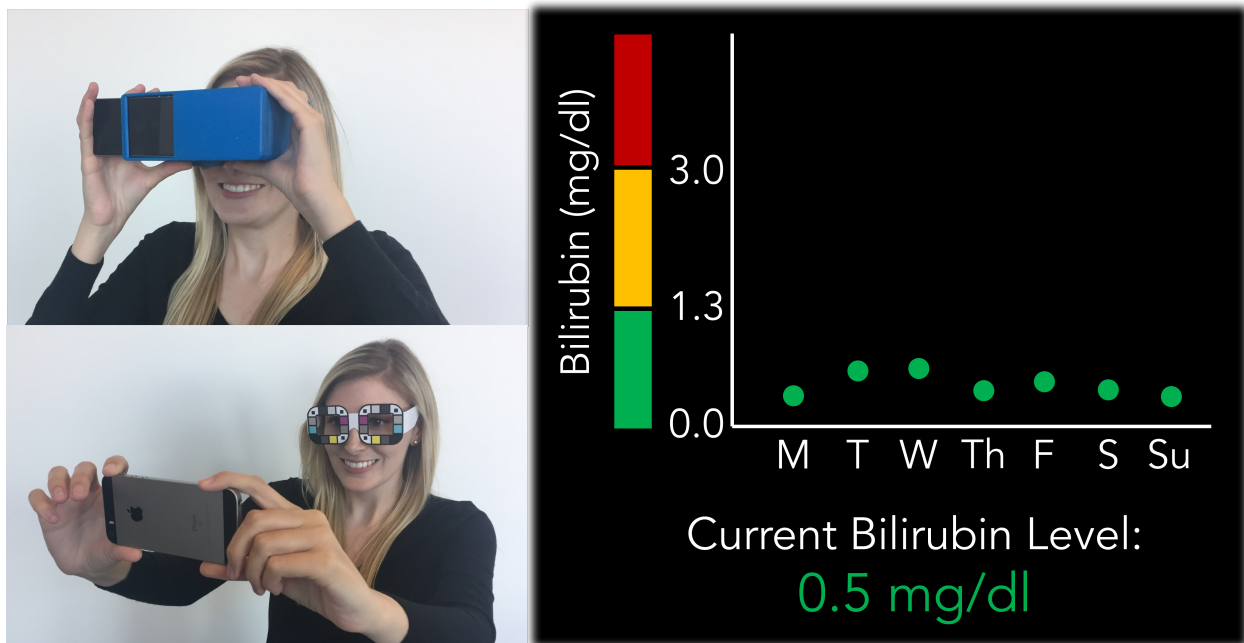 Bilirubin (mg/dl)
3.0
1.3
0.0
M T W Th F S Su
Current Bilirubin Level:
0.5 mg/dl